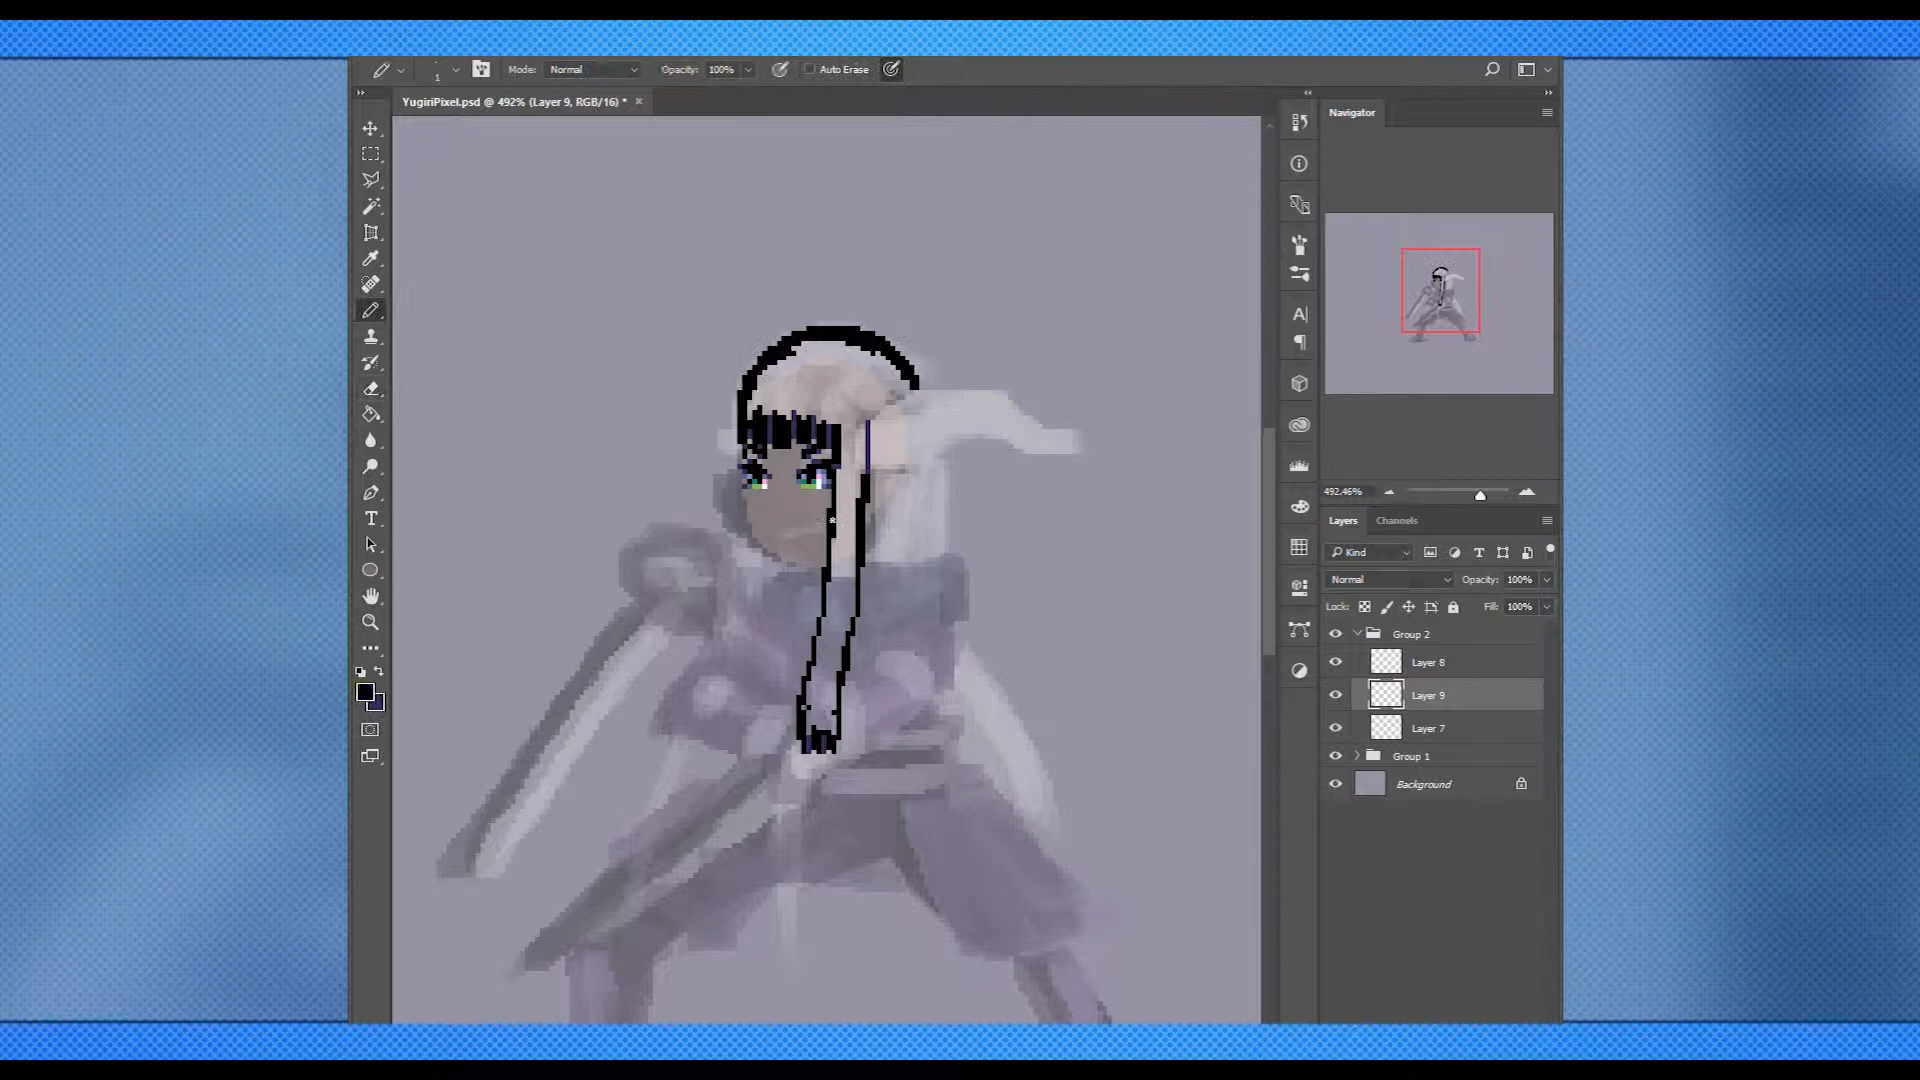 1
Mode: Normal
Opacity: 100%
Auto Erase
YugiriPixel.psd @ 492% (Layer 9, RGB/16) *
Navigator
492.46%
Layers
Channels
Kind
Normal
Opacity: 100%
Lock:
Fill: 100%
Group 2
Layer 8
Layer 9
Layer 7
Group 1
Background